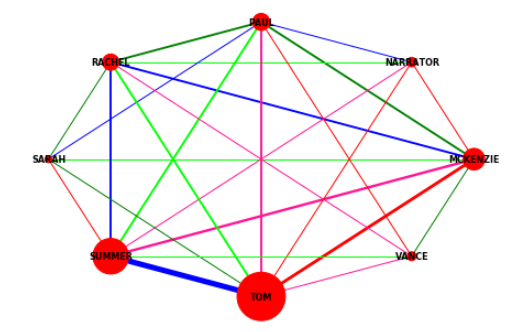 PAUL
RACHEL
NARRATOR
SARAH
MCKENZIE
SUMMER
VANCE
TOM